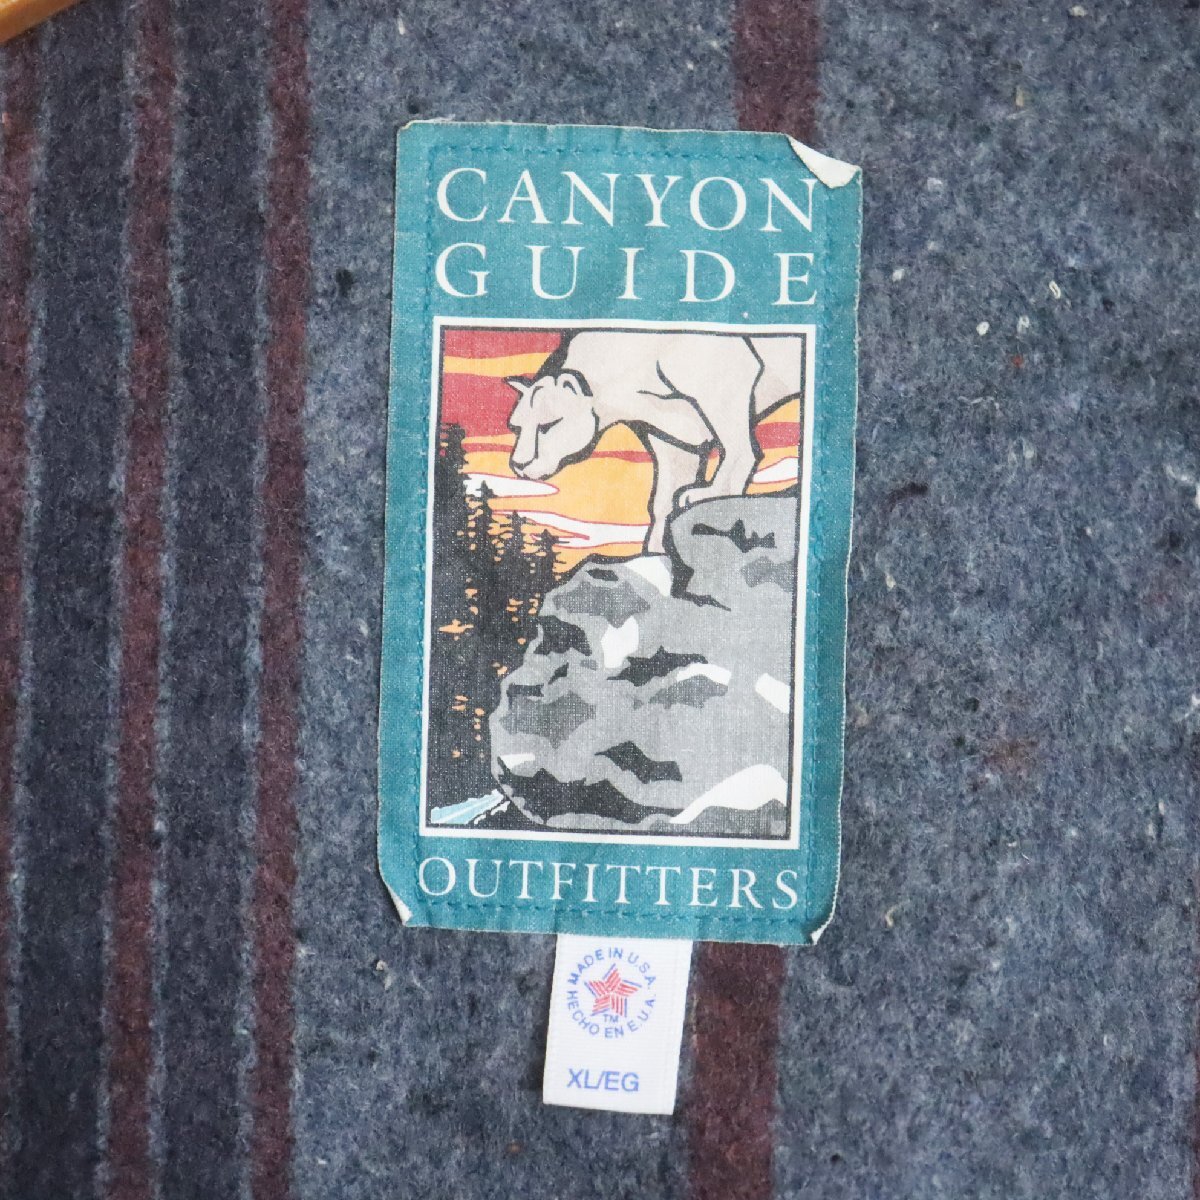 CANYON
GUIDE
OUTFITTERS
MADE IN U.S.A.
TM
HECHO EN E.U.A.
XL/EG